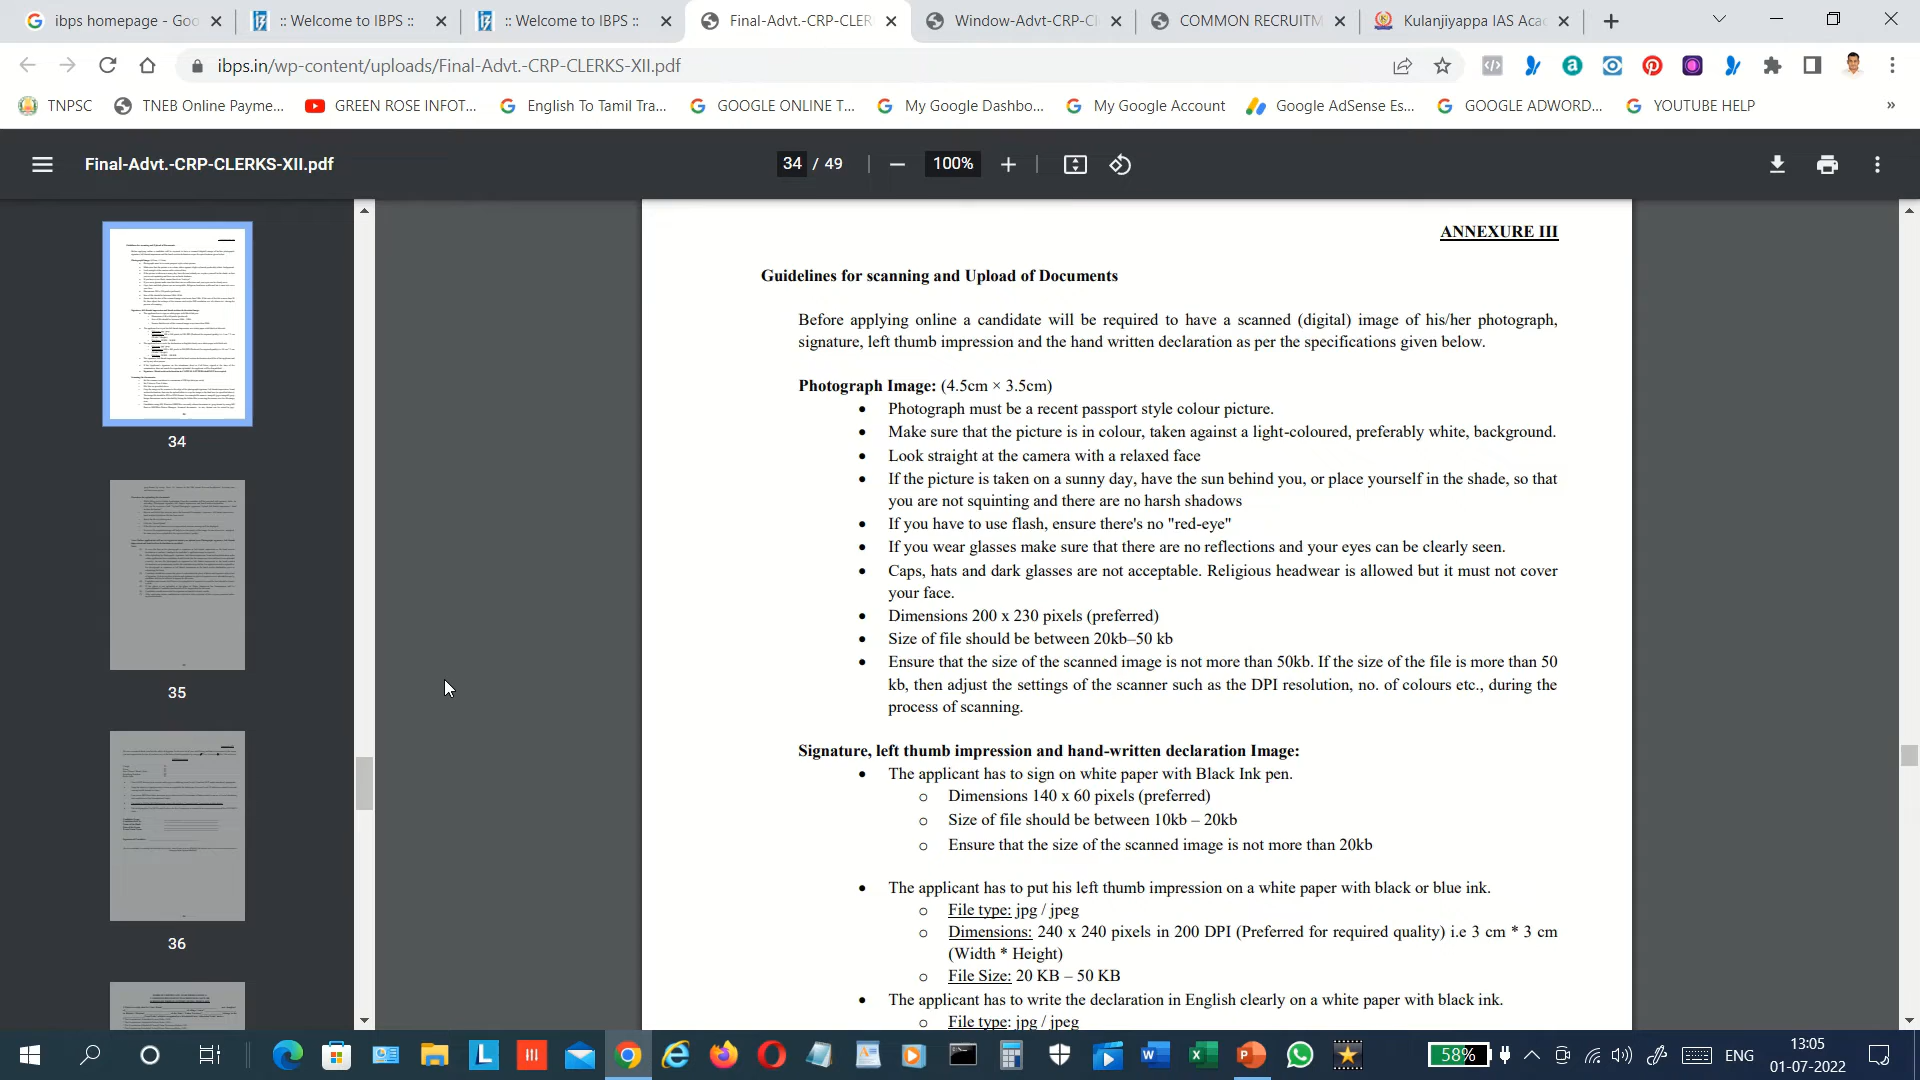 ibps homepage - Goo
:: Welcome to IBPS ::
:: Welcome to IBPS ::
Final-Advt.-CRP-CLER
Window-Advt-CRP-Cl
COMMON RECRUITM
Kulanjiyappa IAS Aca
ibps.in/wp-content/uploads/Final-Advt.-CRP-CLERKS-XII.pdf
TNPSC
TNEB Online Payme...
GREEN ROSE INFOT...
English To Tamil Tra...
GOOGLE ONLINE T...
My Google Dashbo...
My Google Account
Google AdSense Es...
GOOGLE ADWORD...
YOUTUBE HELP
»
Final-Advt.-CRP-CLERKS-XII.pdf
34 / 49
100%
34
35
36
ANNEXURE III
Guidelines for scanning and Upload of Documents
Before applying online a candidate will be required to have a scanned (digital) image of his/her photograph,
signature, left thumb impression and the hand written declaration as per the specifications given below.
Photograph Image: (4.5cm × 3.5cm)
• Photograph must be a recent passport style colour picture.
• Make sure that the picture is in colour, taken against a light-coloured, preferably white, background.
• Look straight at the camera with a relaxed face
• If the picture is taken on a sunny day, have the sun behind you, or place yourself in the shade, so that
you are not squinting and there are no harsh shadows
• If you have to use flash, ensure there's no "red-eye"
• If you wear glasses make sure that there are no reflections and your eyes can be clearly seen.
• Caps, hats and dark glasses are not acceptable. Religious headwear is allowed but it must not cover
your face.
• Dimensions 200 x 230 pixels (preferred)
• Size of file should be between 20kb–50 kb
• Ensure that the size of the scanned image is not more than 50kb. If the size of the file is more than 50
kb, then adjust the settings of the scanner such as the DPI resolution, no. of colours etc., during the
process of scanning.
Signature, left thumb impression and hand-written declaration Image:
• The applicant has to sign on white paper with Black Ink pen.
o Dimensions 140 x 60 pixels (preferred)
o Size of file should be between 10kb – 20kb
o Ensure that the size of the scanned image is not more than 20kb
• The applicant has to put his left thumb impression on a white paper with black or blue ink.
o File type: jpg / jpeg
o Dimensions: 240 x 240 pixels in 200 DPI (Preferred for required quality) i.e 3 cm * 3 cm
(Width * Height)
o File Size: 20 KB – 50 KB
• The applicant has to write the declaration in English clearly on a white paper with black ink.
o File type: jpg / jpeg
58%
ENG
13:05
01-07-2022